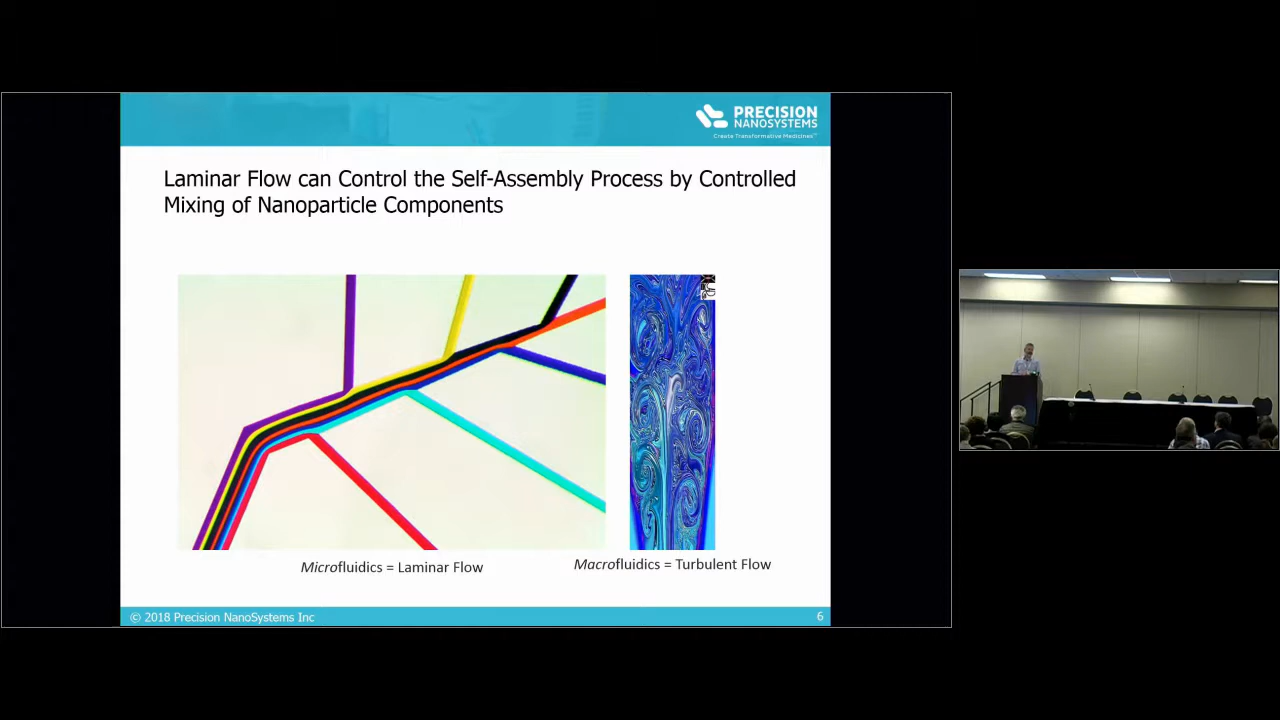 PRECISION
NANOSYSTEMS
Create Transformative Medicines™
Laminar Flow can Control the Self-Assembly Process by Controlled
Mixing of Nanoparticle Components
Microfluidics = Laminar Flow
Macrofluidics = Turbulent Flow
© 2018 Precision NanoSystems Inc
6